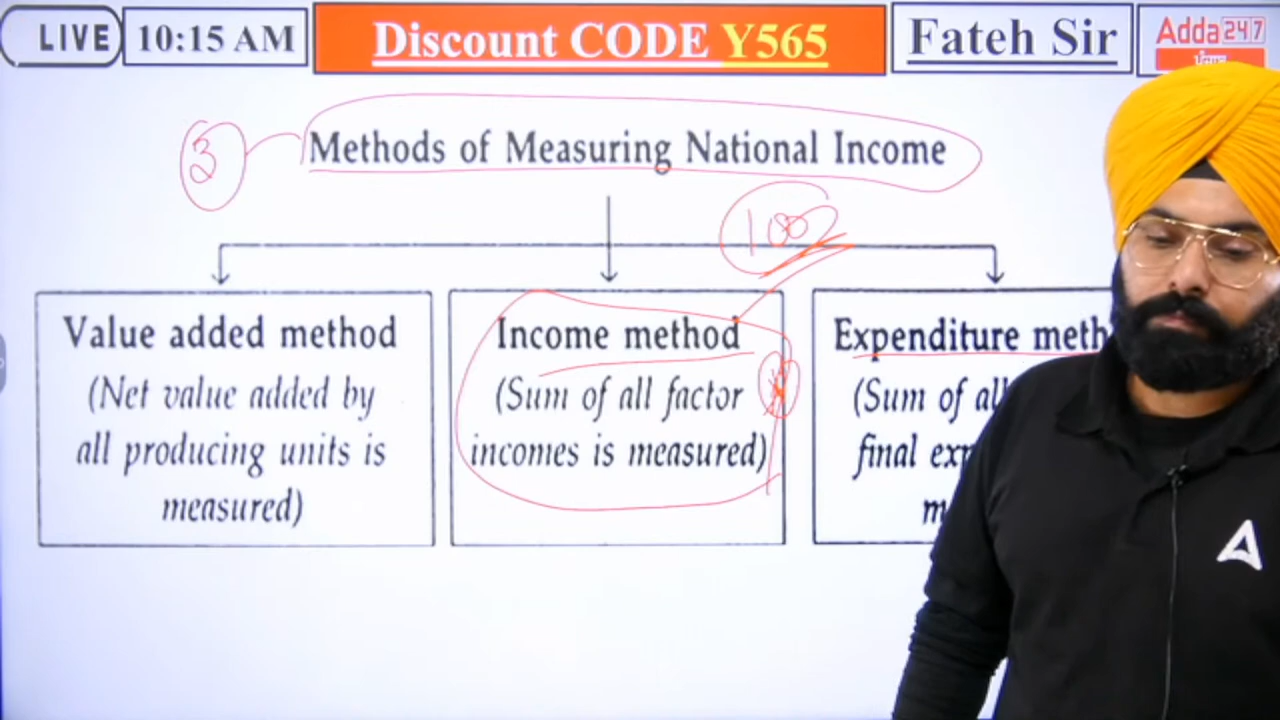 LIVE
10:15 AM
Discount CODE Y565
Fateh Sir
Adda247
ਪੰਜਾਬ
3
Methods of Measuring National Income
100
Value added method
(Net value added by
all producing units is
measured)
Income method
(Sum of all factor
incomes is measured)
Expenditure meth
(Sum of al
final exp
m